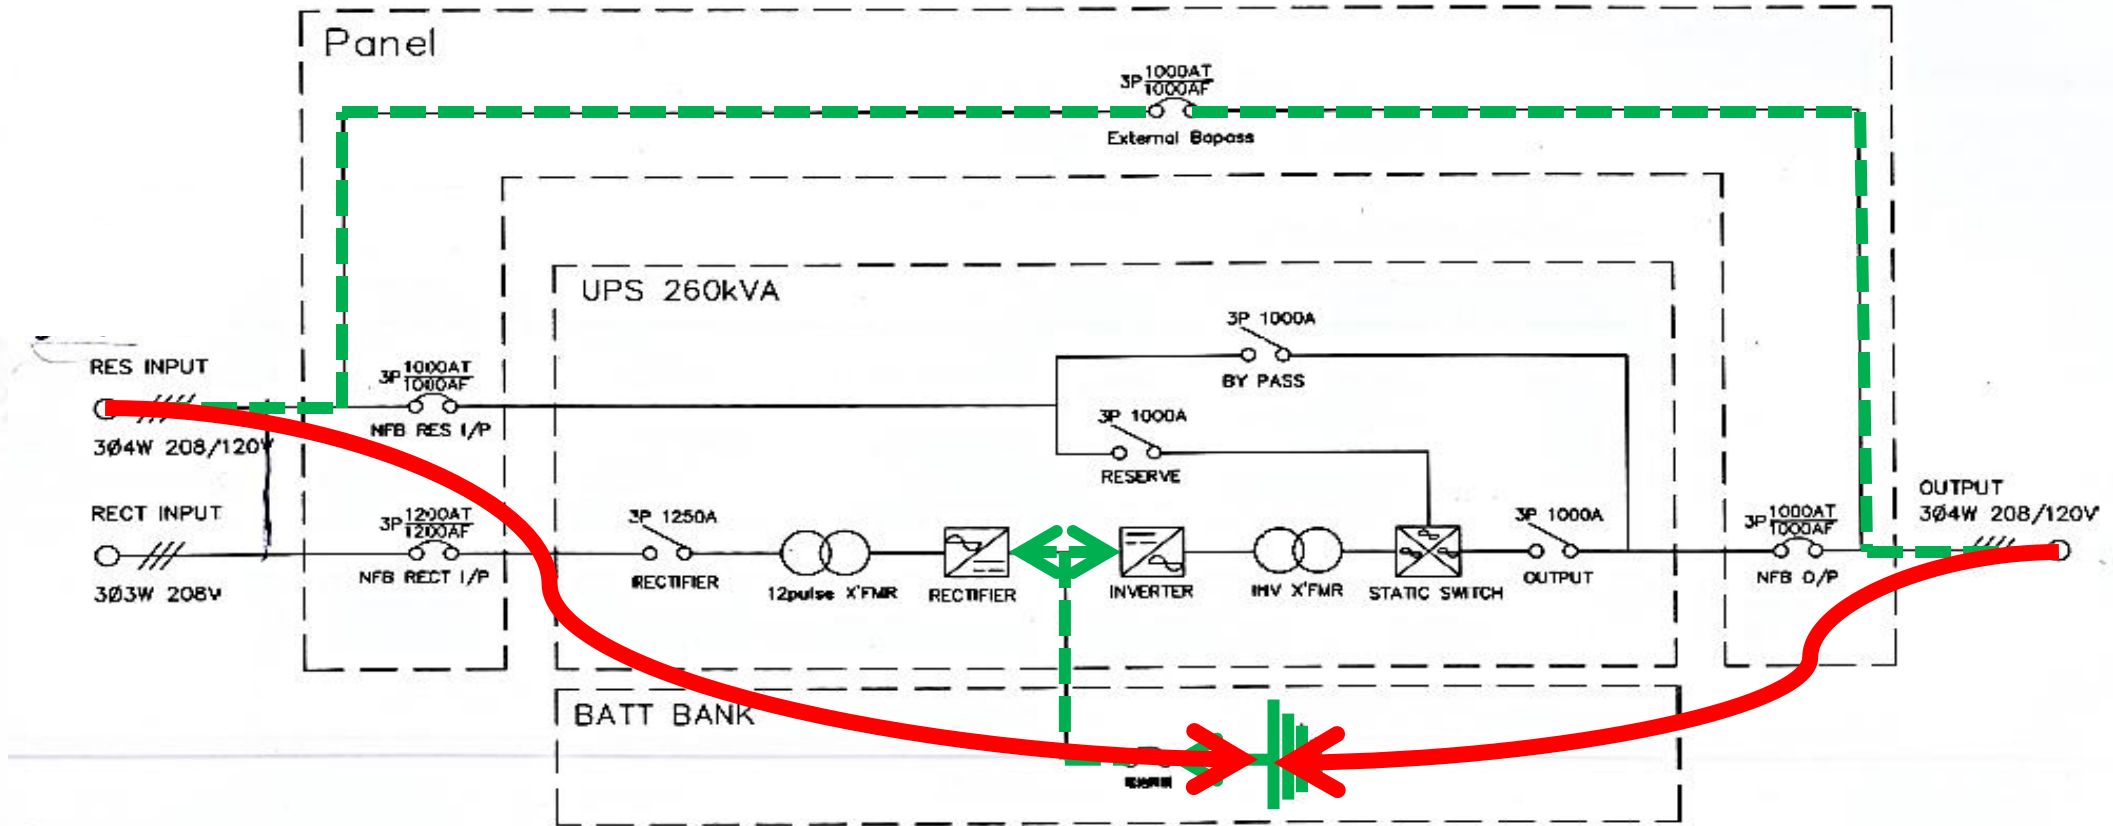 Panel
3P 1000AT
1000AF
External Bapass
UPS 260kVA
3P 1000A
BY PASS
RES INPUT
3P 1000AT
1000AF
NFB RES I/P
3Ø4W 208/120V
3P 1000A
RESERVE
RECT INPUT
3P 1200AT
1200AF
NFB RECT I/P
3Ø3W 208V
3P 1250A
RECTIFIER
12pulse X'FMR
RECTIFIER
INVERTER
INV X'FMR
STATIC SWITCH
3P 1000A
OUTPUT
3P 1000AT
1000AF
NFB O/P
OUTPUT
3Ø4W 208/120V
BATT BANK